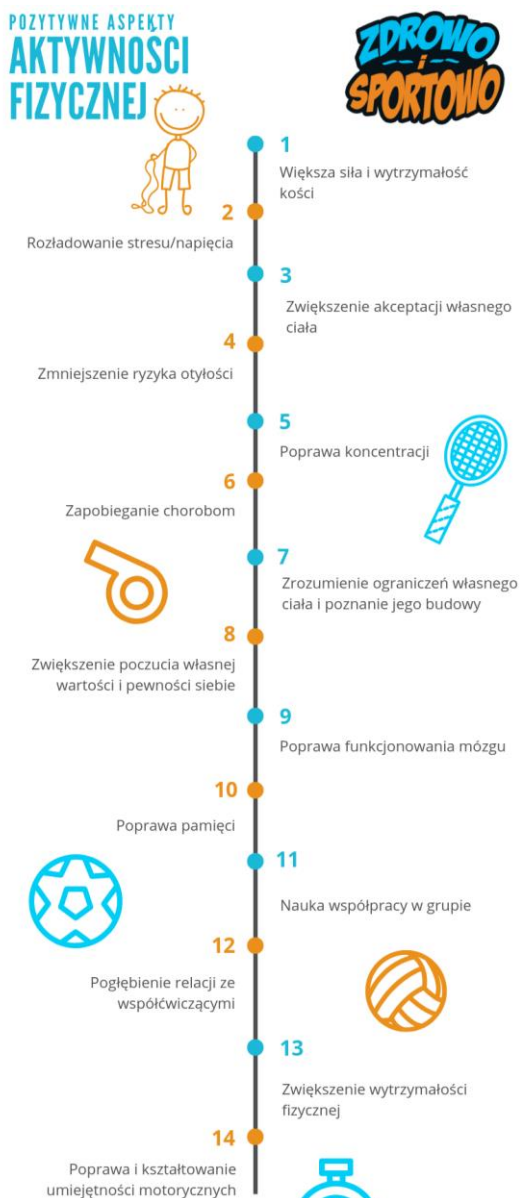 POZYTYWNE ASPEKTY
AKTYWNOŚCI
FIZYCZNEJ
ZDROWO
i
SPORTOWO
1
Większa siła i wytrzymałość
kości
2
Rozładowanie stresu/napięcia
3
Zwiększenie akceptacji własnego
ciała
4
Zmniejszenie ryzyka otyłości
5
Poprawa koncentracji
6
Zapobieganie chorobom
7
Zrozumienie ograniczeń własnego
ciała i poznanie jego budowy
8
Zwiększenie poczucia własnej
wartości i pewności siebie
9
Poprawa funkcjonowania mózgu
10
Poprawa pamięci
11
Nauka współpracy w grupie
12
Pogłębienie relacji ze
współćwiczącymi
13
Zwiększenie wytrzymałości
fizycznej
14
Poprawa i kształtowanie
umiejętności motorycznych